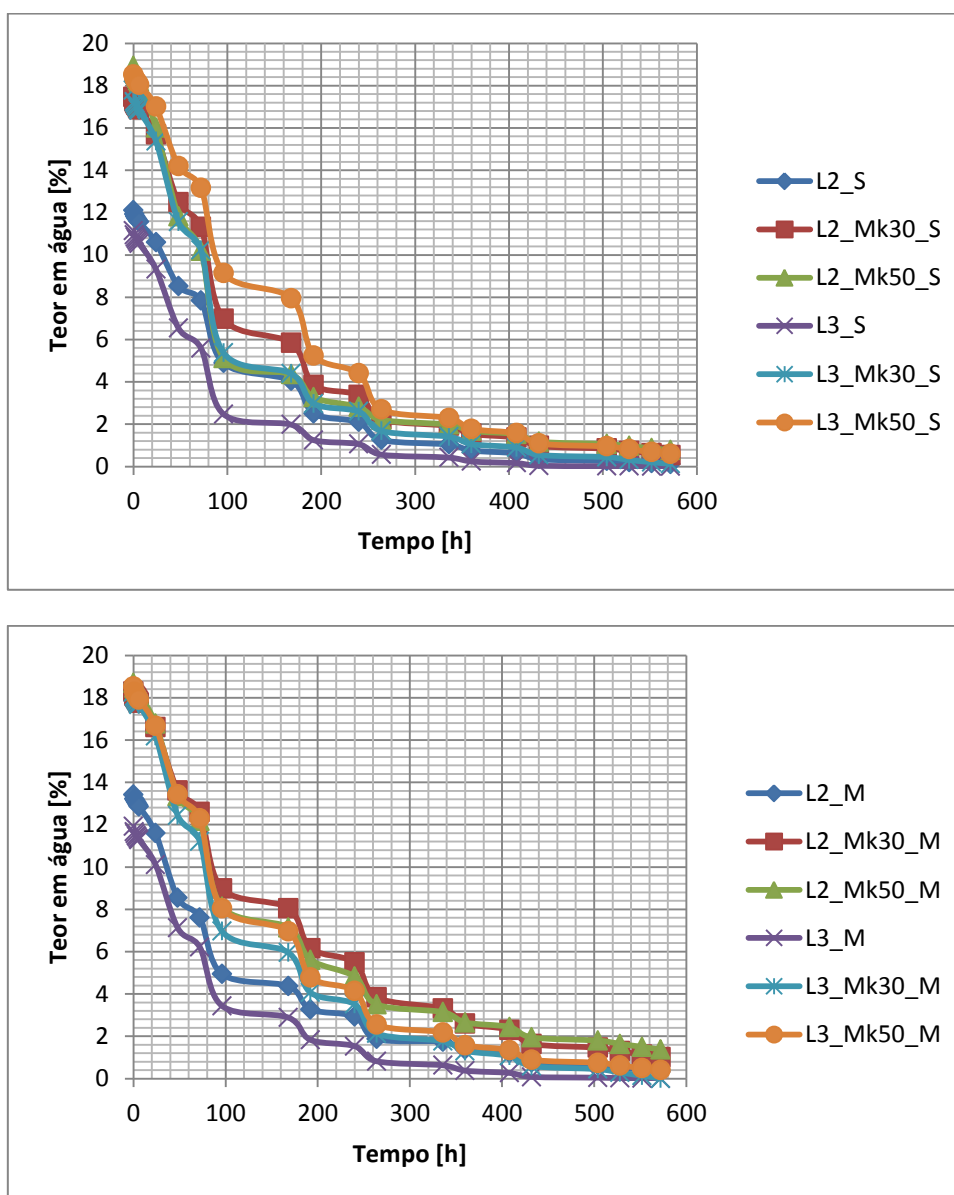 20
18
16
14
12
10
8
6
4
2
0
Teor em água [%]
0 100 200 300 400 500 600
Tempo [h]
L2_S
L2_Mk30_S
L2_Mk50_S
L3_S
L3_Mk30_S
L3_Mk50_S
20
18
16
14
12
10
8
6
4
2
0
Teor em água [%]
0 100 200 300 400 500 600
Tempo [h]
L2_M
L2_Mk30_M
L2_Mk50_M
L3_M
L3_Mk30_M
L3_Mk50_M